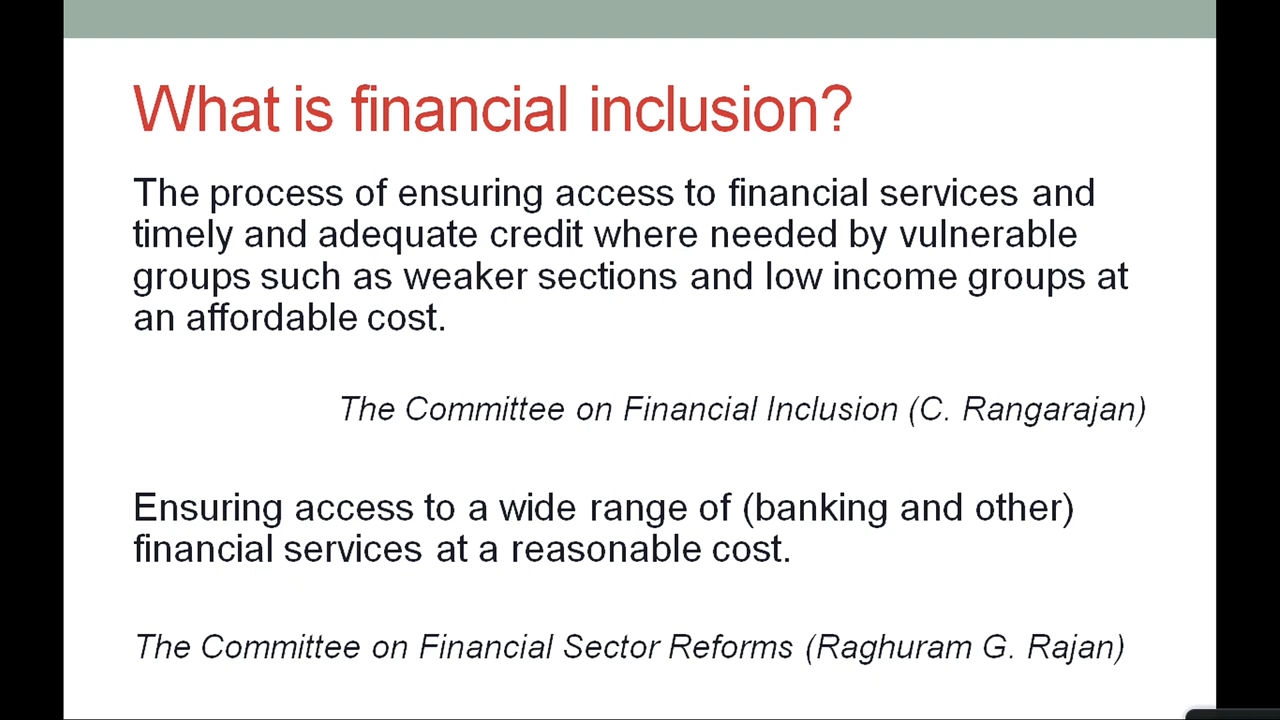 What is financial inclusion?
The process of ensuring access to financial services and
timely and adequate credit where needed by vulnerable
groups such as weaker sections and low income groups at
an affordable cost.
The Committee on Financial Inclusion (C. Rangarajan)
Ensuring access to a wide range of (banking and other)
financial services at a reasonable cost.
The Committee on Financial Sector Reforms (Raghuram G. Rajan)